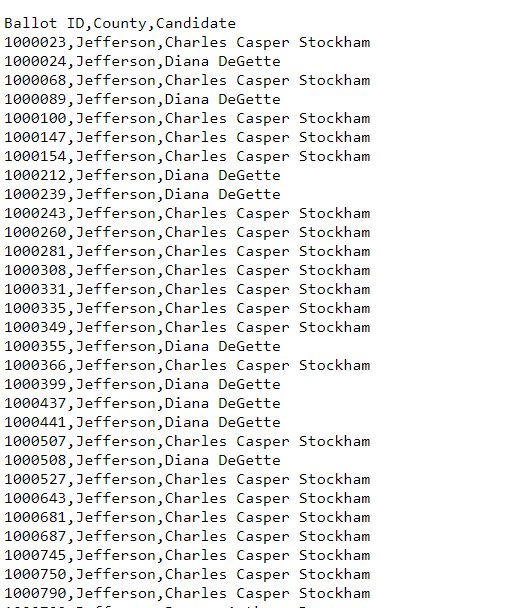 Ballot ID,County,Candidate
1000023,Jefferson,Charles Casper Stockham
1000024,Jefferson,Diana DeGette
1000068,Jefferson,Charles Casper Stockham
1000089,Jefferson,Diana DeGette
1000100,Jefferson,Charles Casper Stockham
1000147,Jefferson,Charles Casper Stockham
1000154,Jefferson,Charles Casper Stockham
1000212,Jefferson,Diana DeGette
1000239,Jefferson,Diana DeGette
1000243,Jefferson,Charles Casper Stockham
1000260,Jefferson,Charles Casper Stockham
1000281,Jefferson,Charles Casper Stockham
1000308,Jefferson,Charles Casper Stockham
1000331,Jefferson,Charles Casper Stockham
1000335,Jefferson,Charles Casper Stockham
1000349,Jefferson,Charles Casper Stockham
1000355,Jefferson,Diana DeGette
1000366,Jefferson,Charles Casper Stockham
1000399,Jefferson,Diana DeGette
1000437,Jefferson,Diana DeGette
1000441,Jefferson,Diana DeGette
1000507,Jefferson,Charles Casper Stockham
1000508,Jefferson,Diana DeGette
1000527,Jefferson,Charles Casper Stockham
1000643,Jefferson,Charles Casper Stockham
1000681,Jefferson,Charles Casper Stockham
1000687,Jefferson,Charles Casper Stockham
1000745,Jefferson,Charles Casper Stockham
1000750,Jefferson,Charles Casper Stockham
1000790,Jefferson,Charles Casper Stockham